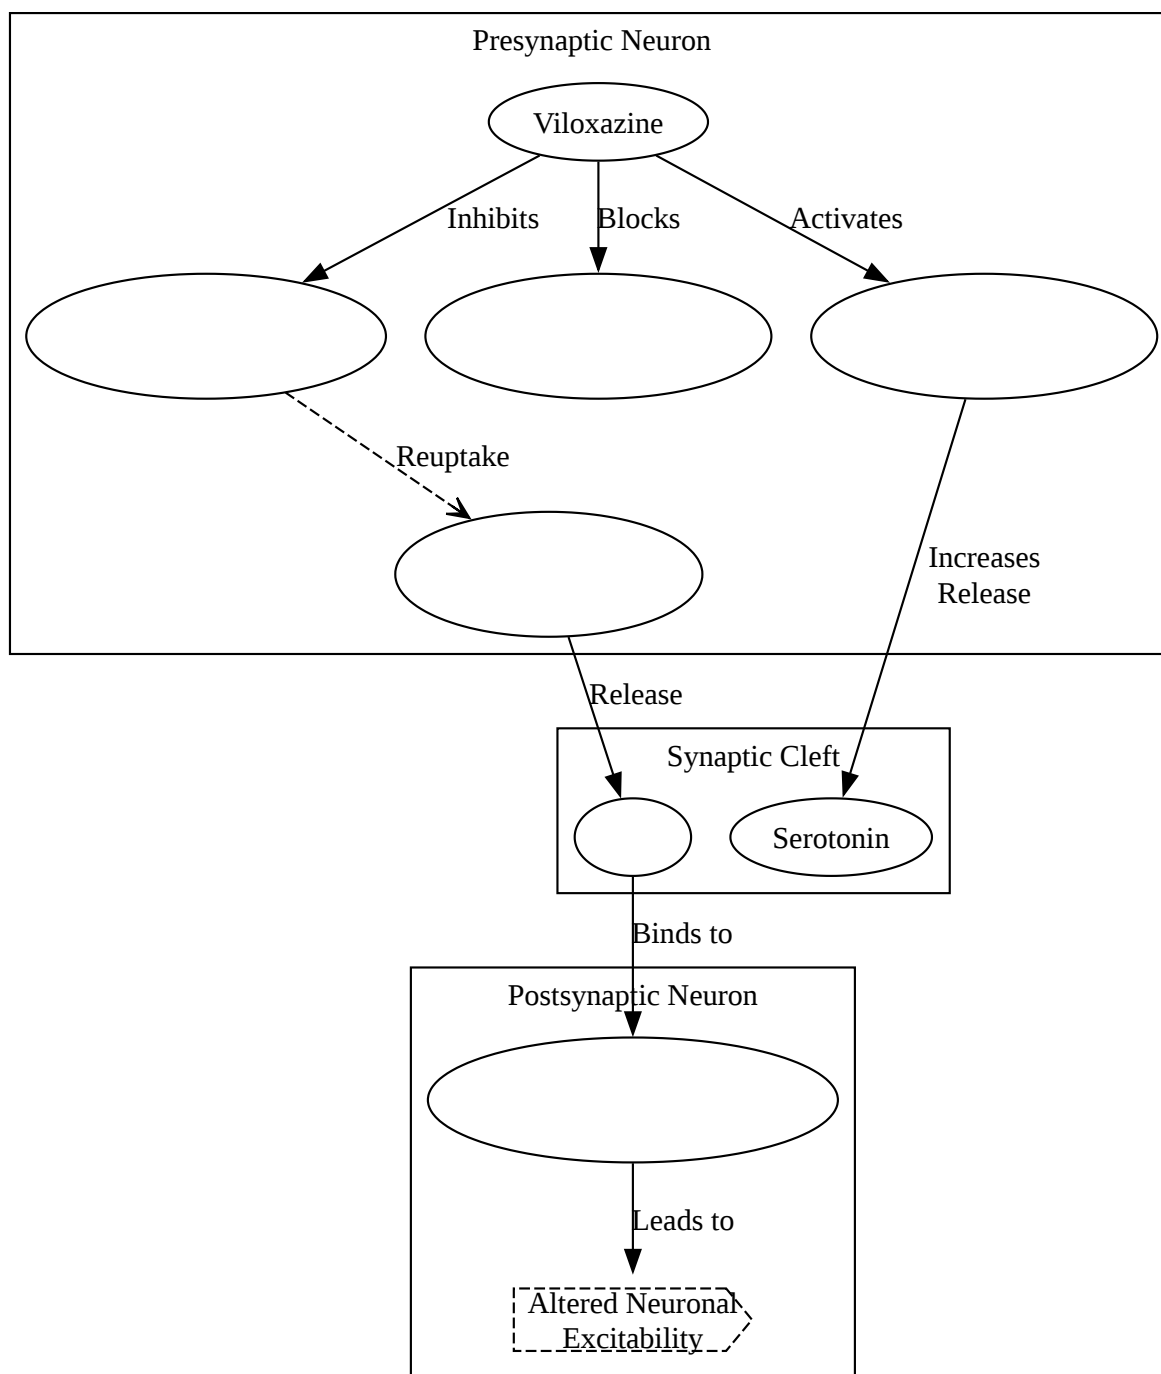 Presynaptic Neuron
Viloxazine
Inhibits
Blocks
Activates
Reuptake
Increases
Release
Release
Synaptic Cleft
Serotonin
Binds to
Postsynaptic Neuron
Leads to
Altered Neuronal
Excitability